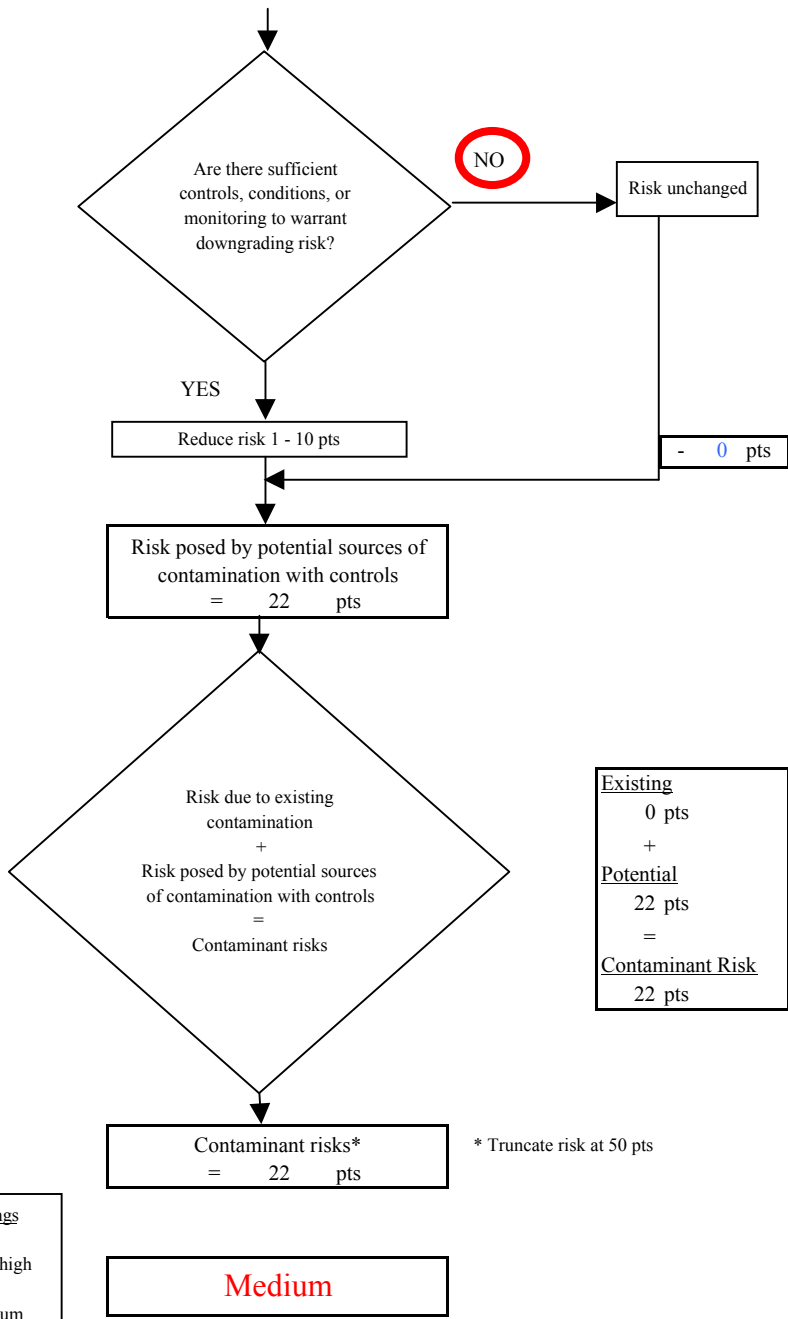 Are there sufficient
controls, conditions, or
monitoring to warrant
downgrading risk?
NO
Risk unchanged
YES
Reduce risk 1 - 10 pts
- 0 pts
Risk posed by potential sources of
contamination with controls
= 22 pts
Risk due to existing
contamination
+
Risk posed by potential sources
of contamination with controls
=
Contaminant risks
Existing
0 pts
+
Potential
22 pts
=
Contaminant Risk
22 pts
Contaminant risks*
= 22 pts
* Truncate risk at 50 pts
high
Medium